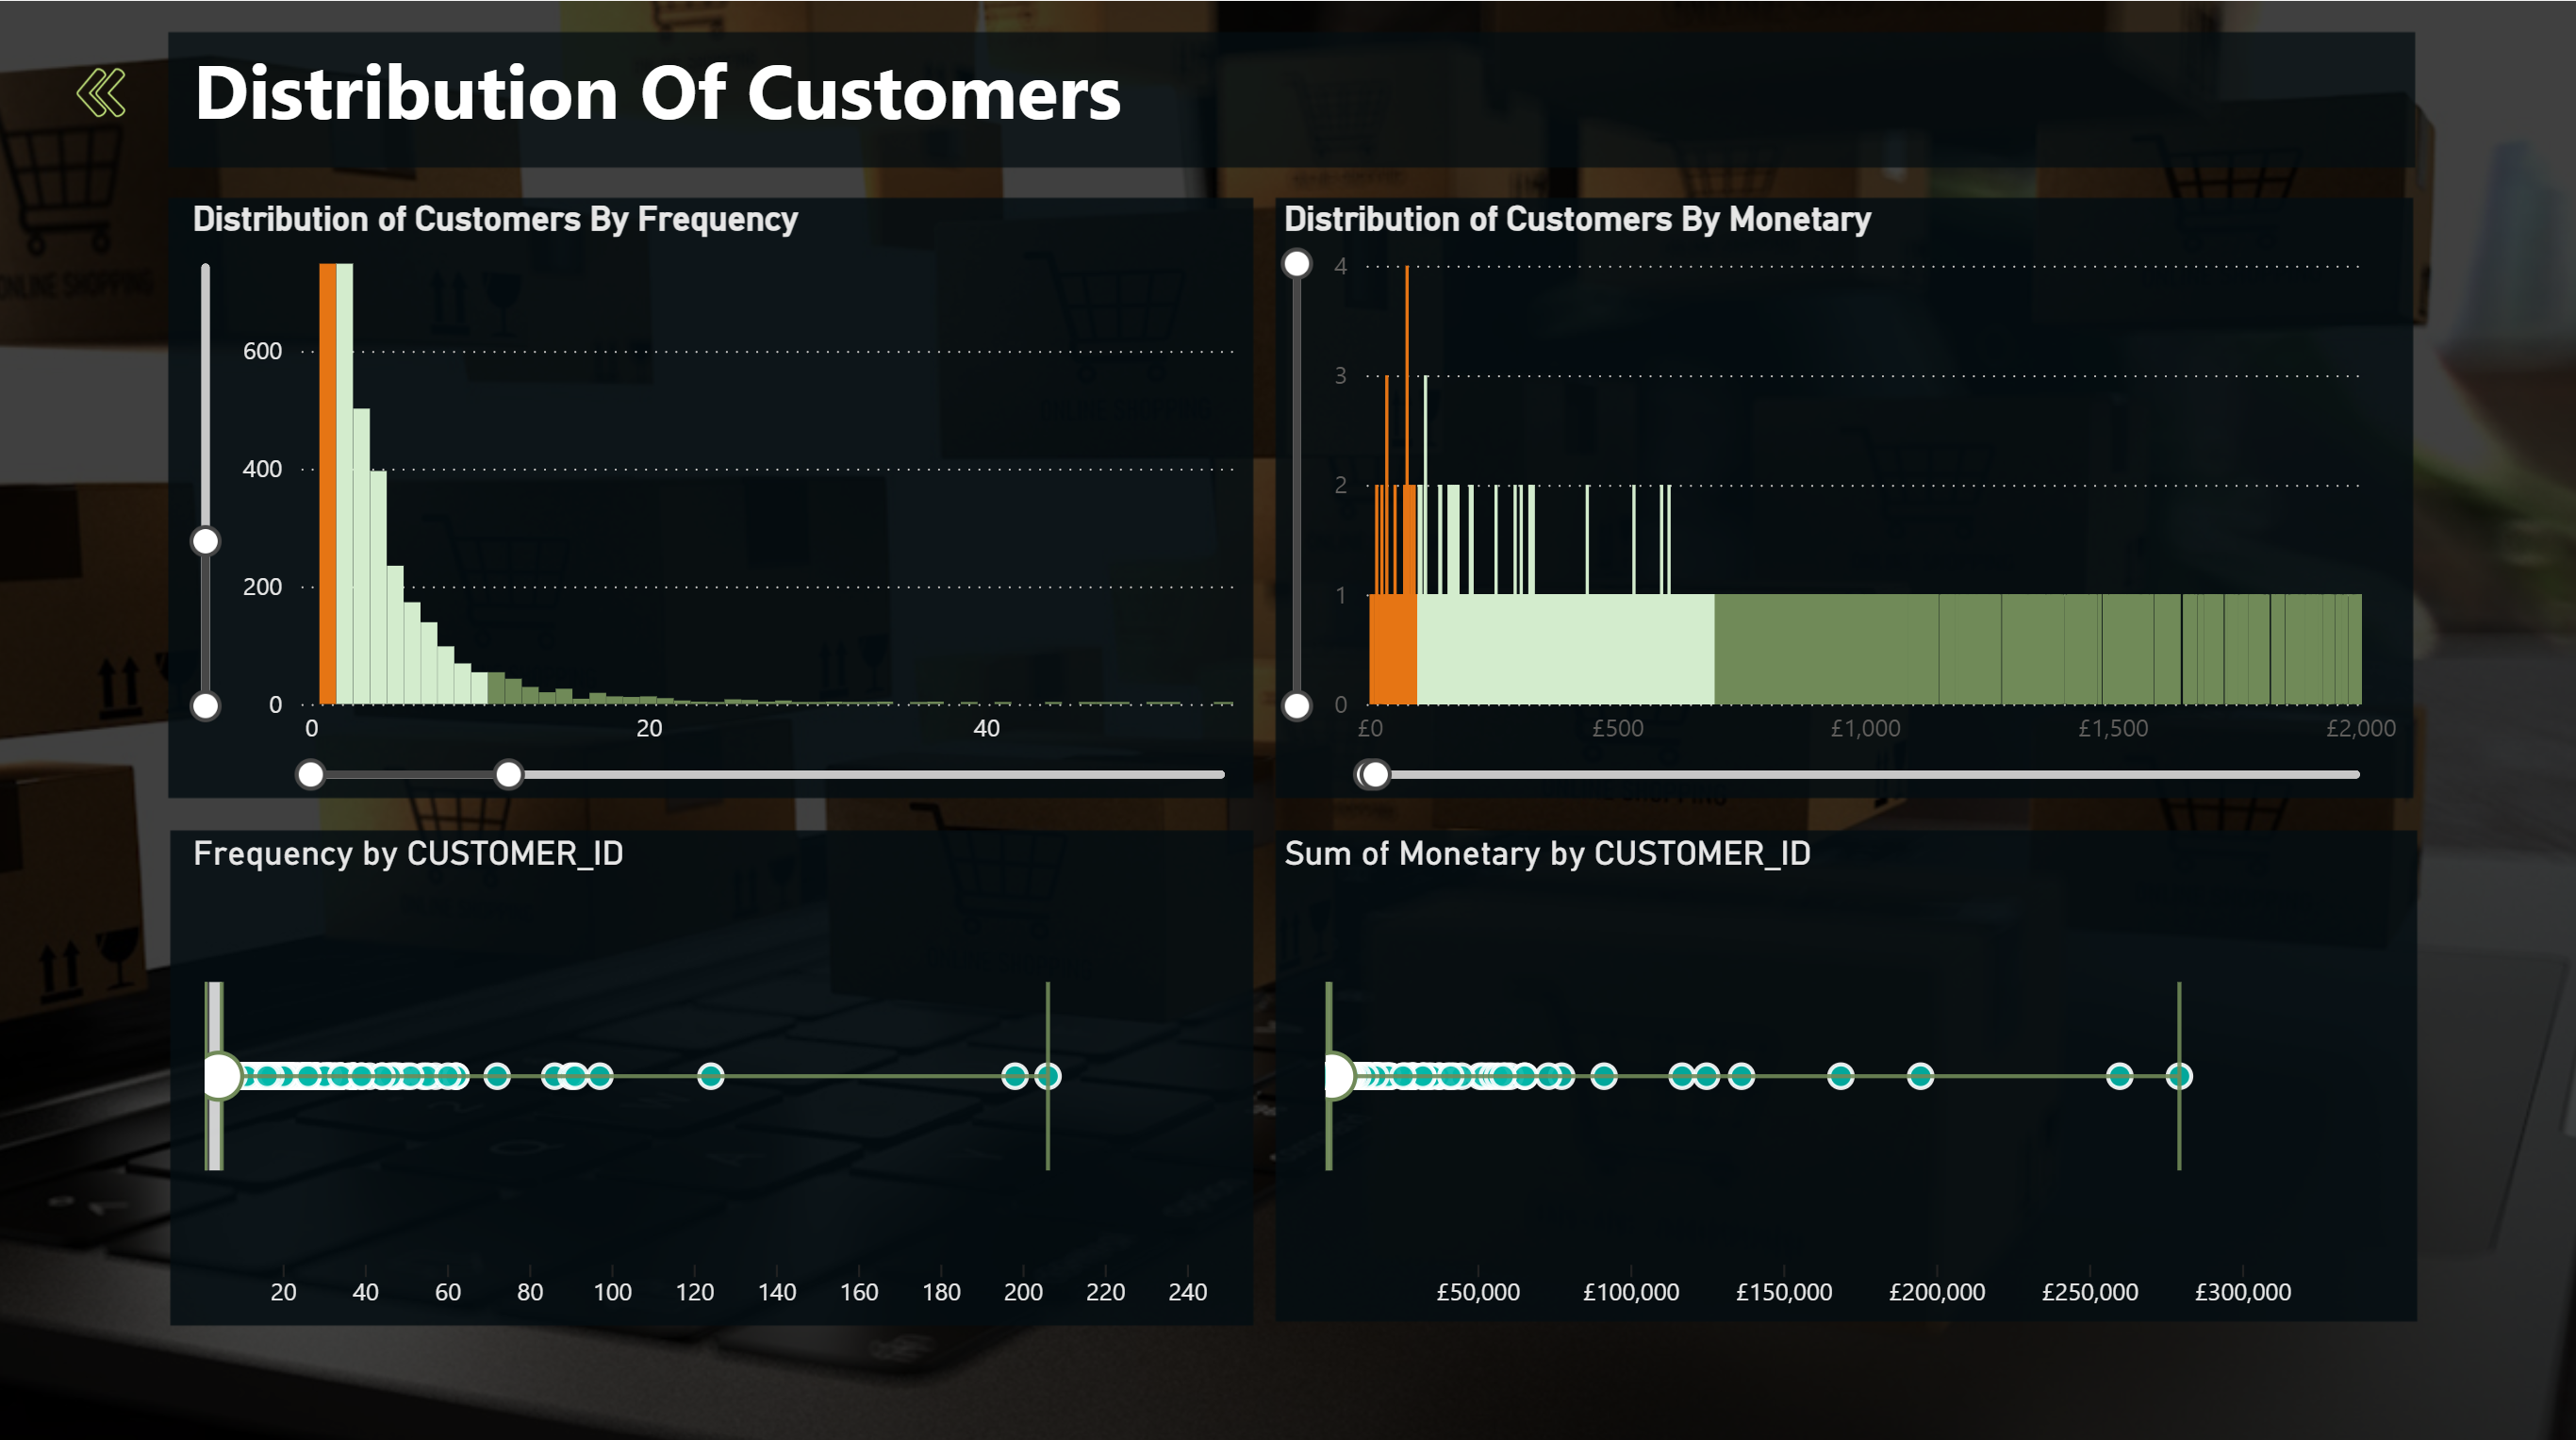 Distribution Of Customers
Distribution of Customers By Frequency
600
400
200
0
0 20 40
Distribution of Customers By Monetary
4
3
2
1
0
£0 £500 £1,000 £1,500 £2,000
Frequency by CUSTOMER_ID
20 40 60 80 100 120 140 160 180 200 220 240
Sum of Monetary by CUSTOMER_ID
£50,000 £100,000 £150,000 £200,000 £250,000 £300,000
ONLINE SHOPPING